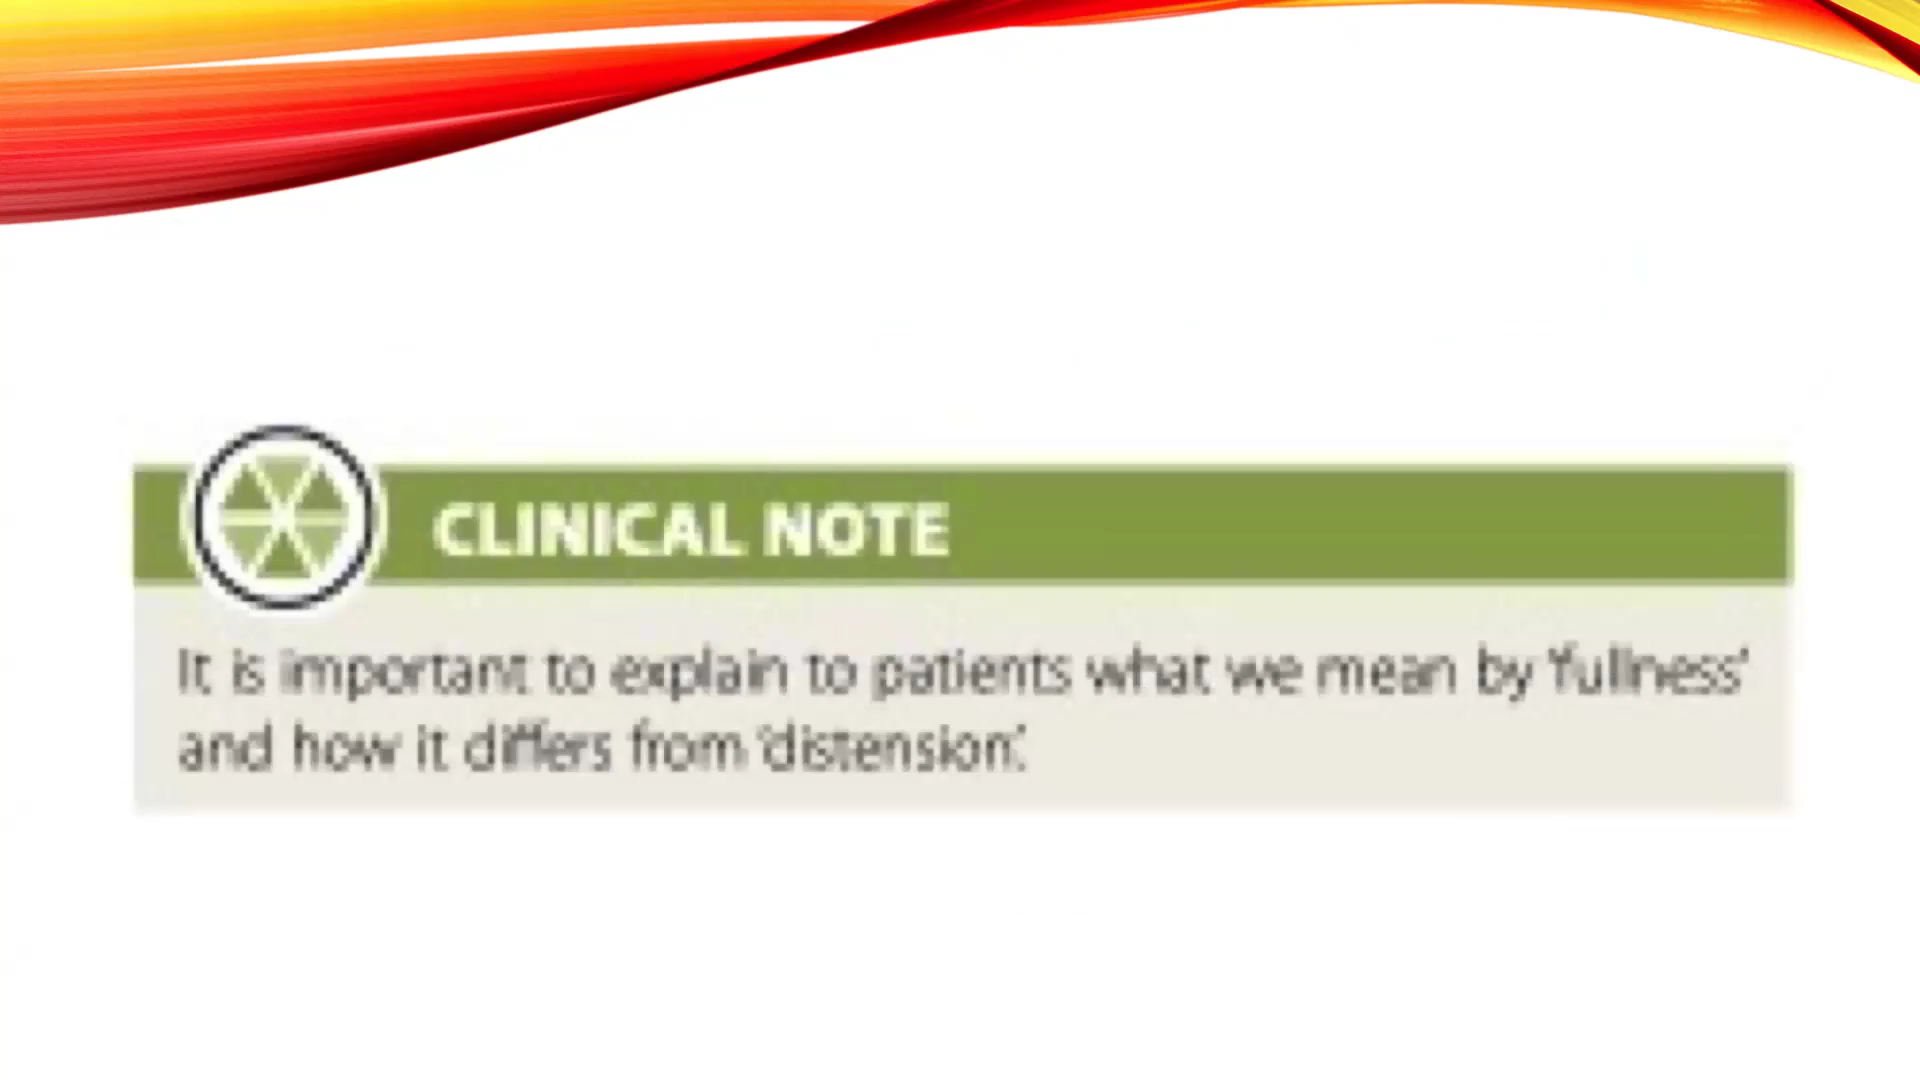 CLINICAL NOTE
It is important to explain to patients what we mean by 'fullness'
and how it differs from 'distension'.